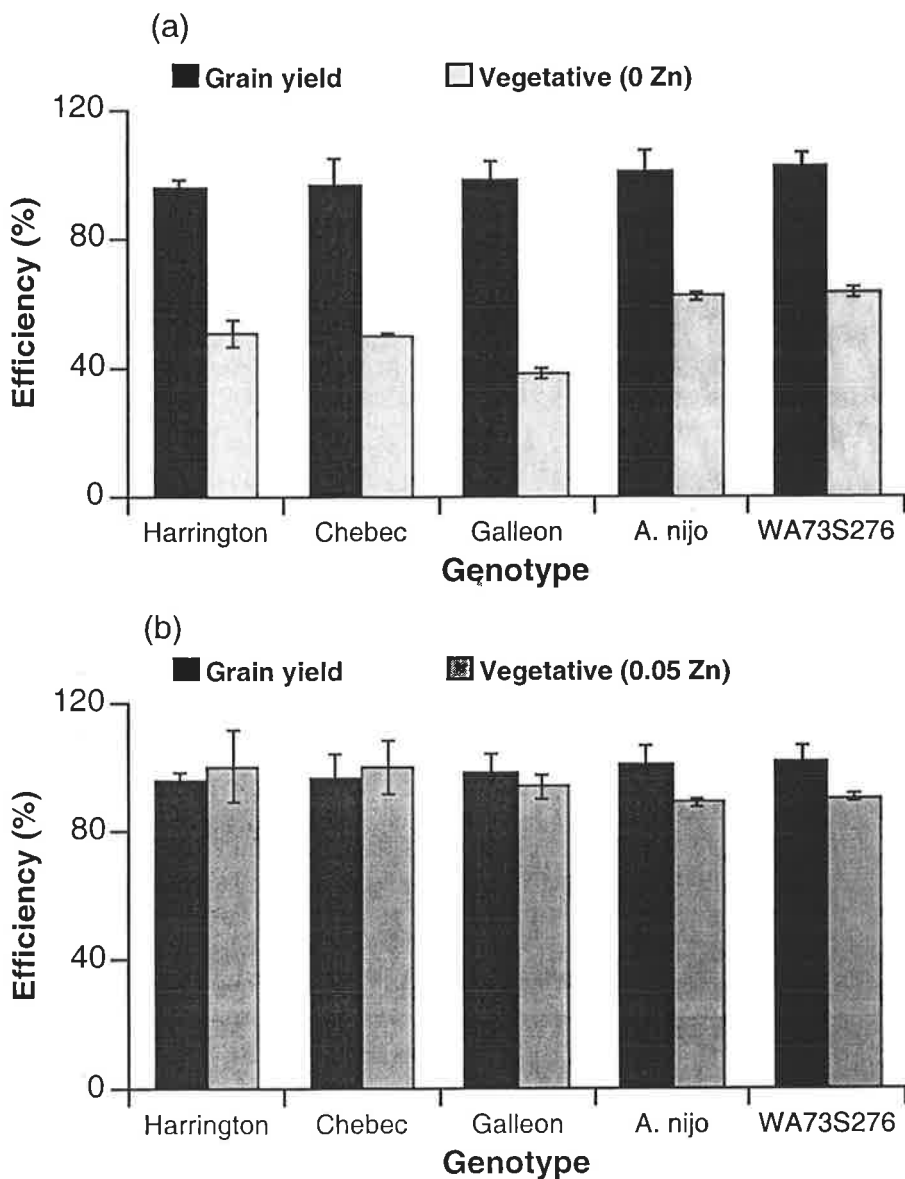 (a)
Grain yield Vegetative (0 Zn)
120
80
40
0
Efficiency (%)
Harrington Chebec Galleon A. nijo WA73S276
Genotype
(b)
Grain yield Vegetative (0.05 Zn)
120
80
40
0
Efficiency (%)
Harrington Chebec Galleon A. nijo WA73S276
Genotype